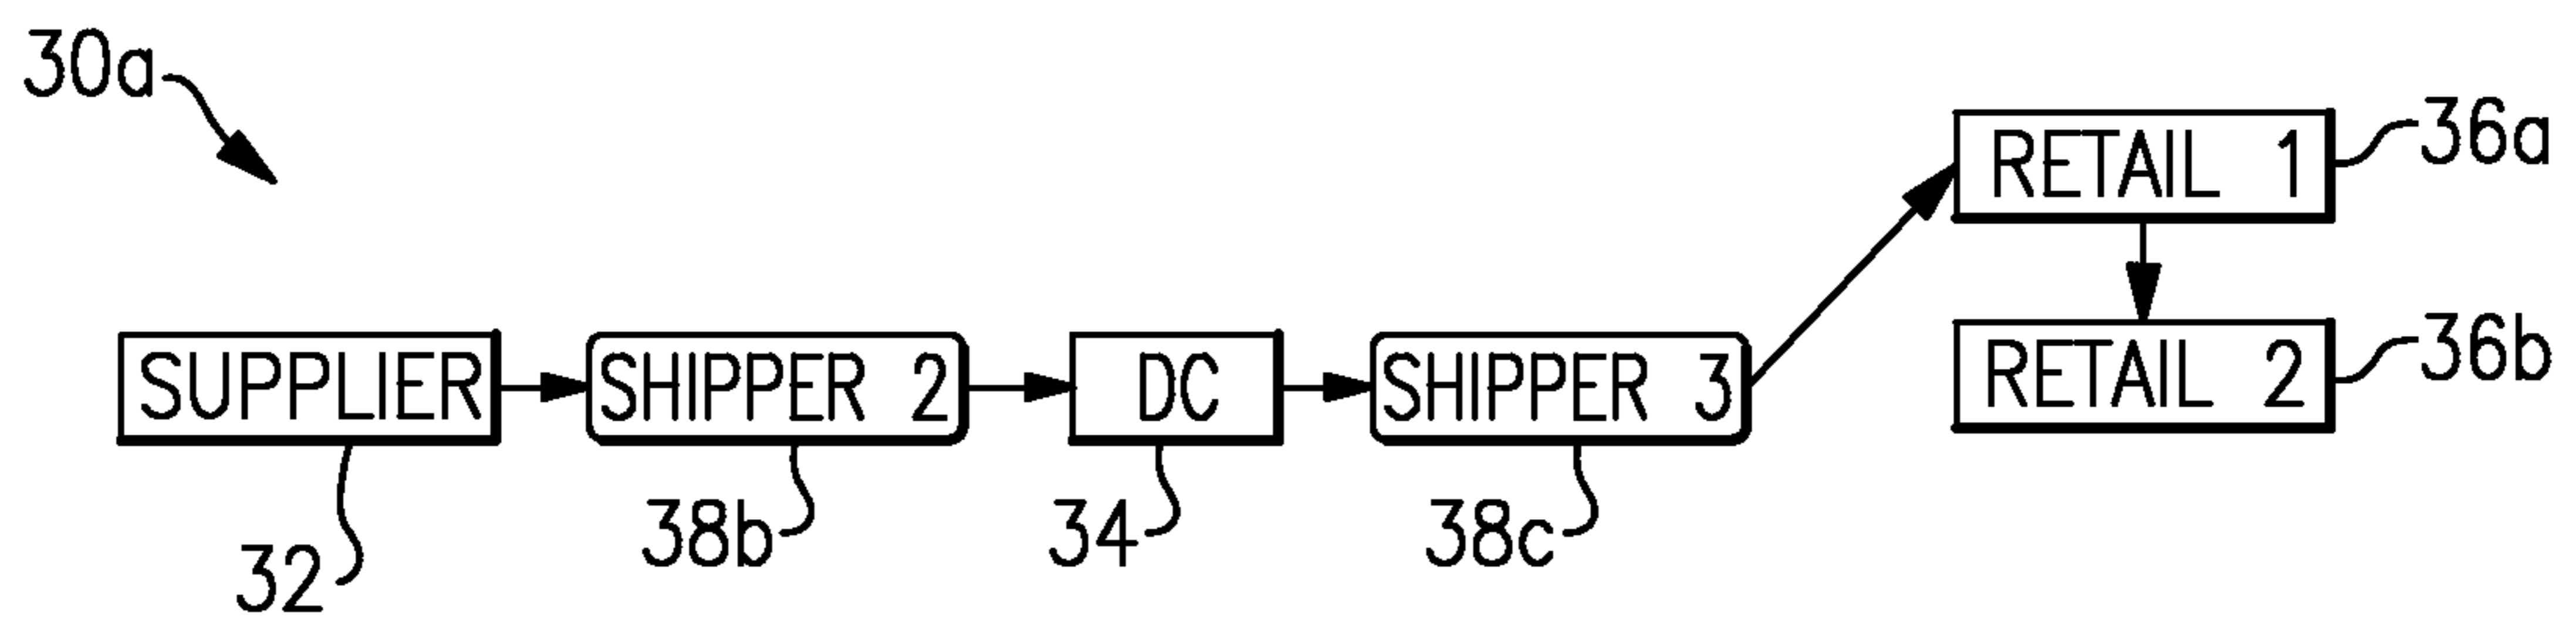 30a
RETAIL 1 36a
SUPPLIER SHIPPER 2 DC SHIPPER 3 RETAIL 2 36b
32 38b 34 38c